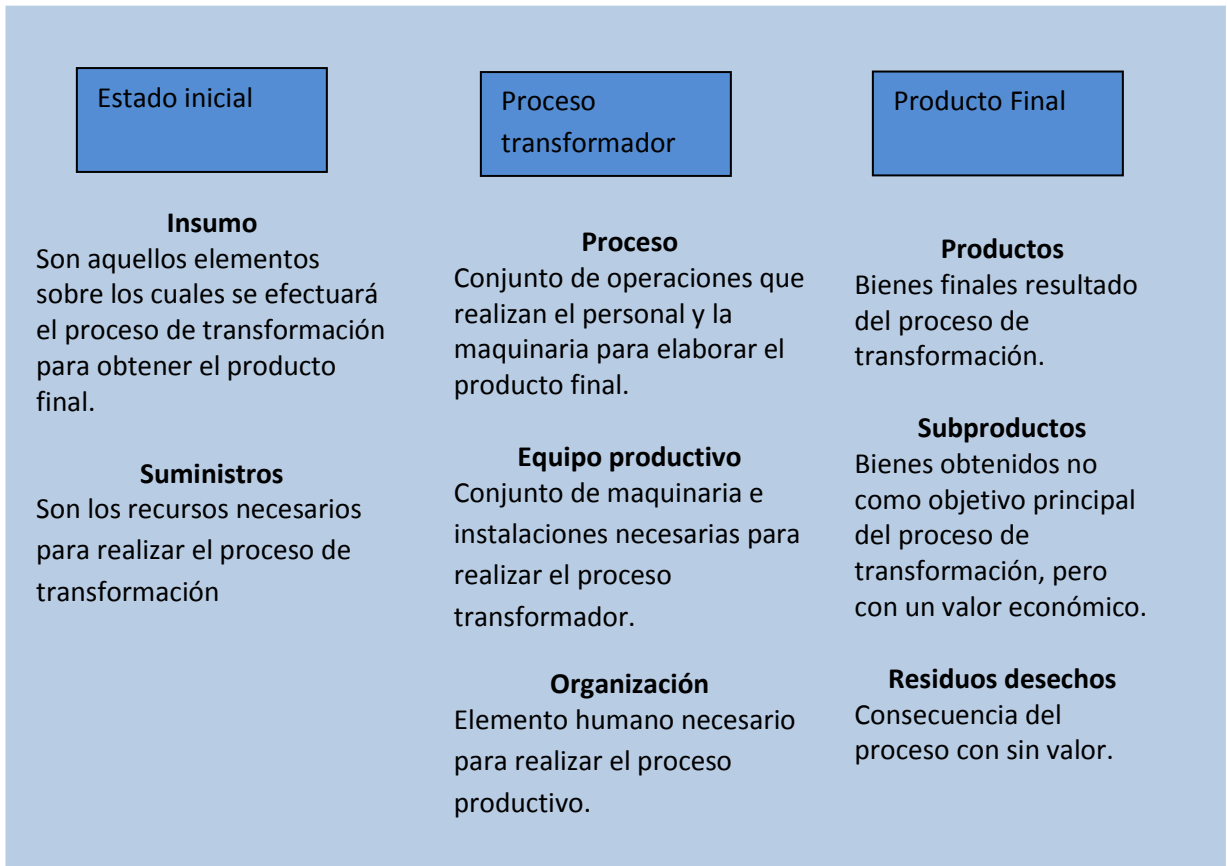 Estado inicial
Insumo
Son aquellos elementos
sobre los cuales se efectuará
el proceso de transformación
para obtener el producto
final.
Suministros
Son los recursos necesarios
para realizar el proceso de
transformación
Proceso
transformador
Proceso
Conjunto de operaciones que
realizan el personal y la
maquinaria para elaborar el
producto final.
Equipo productivo
Conjunto de maquinaria e
instalaciones necesarias para
realizar el proceso
transformador.
Organización
Elemento humano necesario
para realizar el proceso
productivo.
Producto Final
Productos
Bienes finales resultado
del proceso de
transformación.
Subproductos
Bienes obtenidos no
como objetivo principal
del proceso de
transformación, pero
con un valor económico.
Residuos desechos
Consecuencia del
proceso con sin valor.